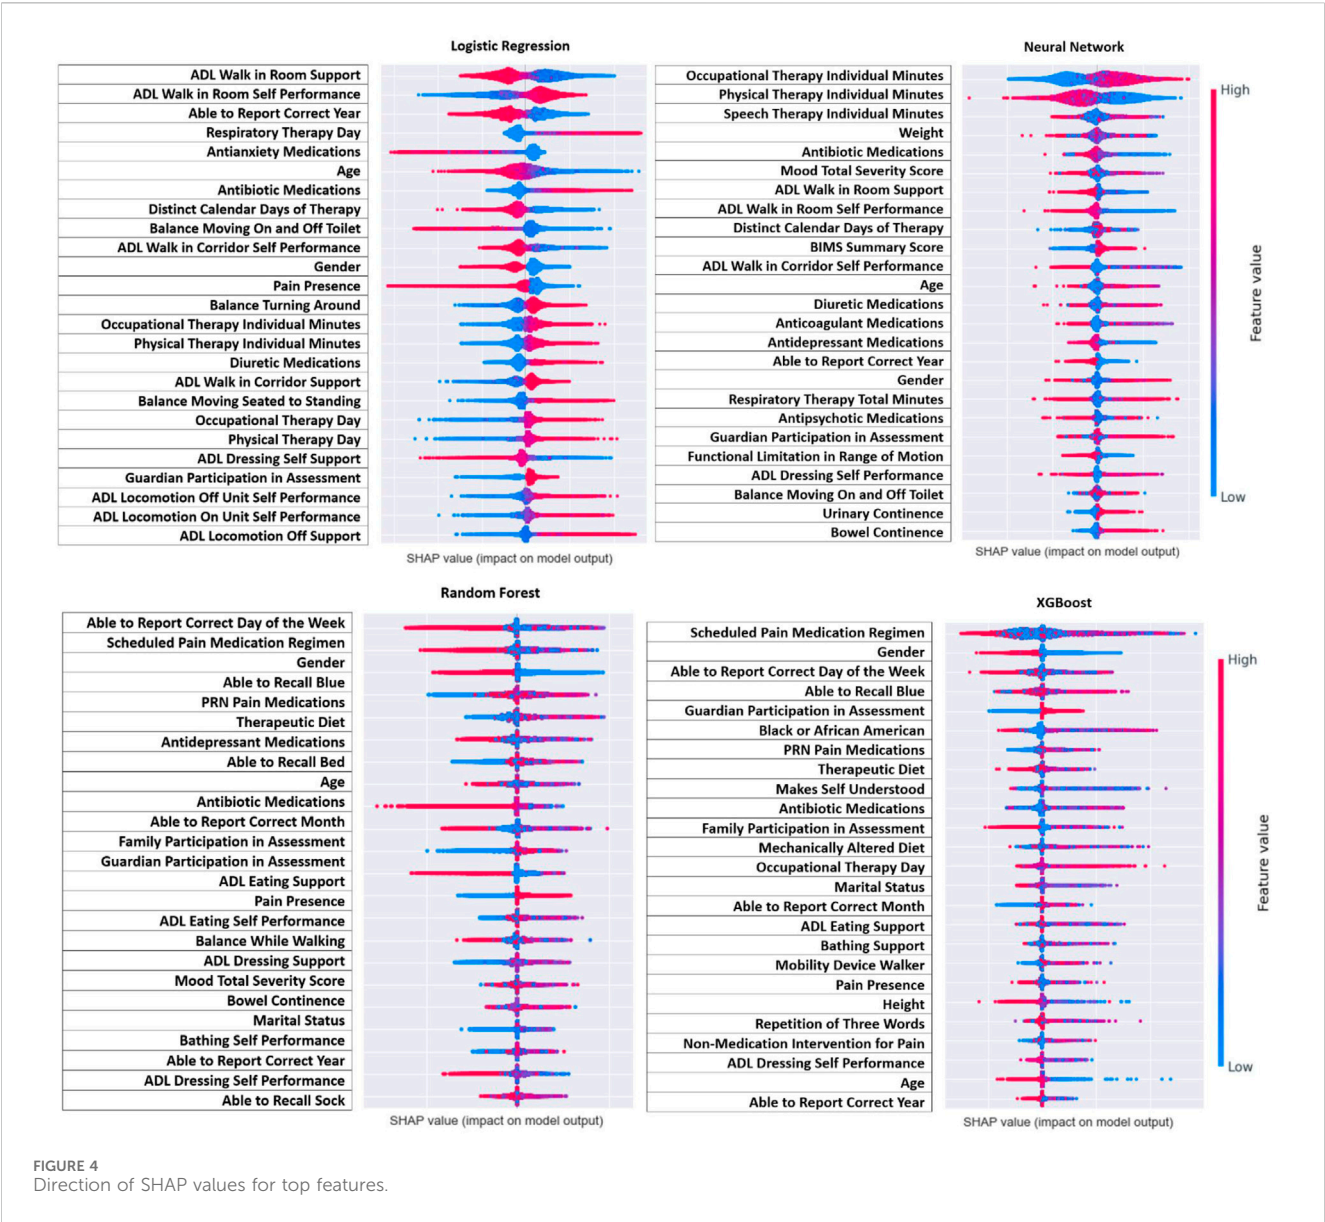 Logistic Regression
ADL Walk in Room Support
ADL Walk in Room Self Performance
Able to Report Correct Year
Respiratory Therapy Day
Antianxiety Medications
Age
Antibiotic Medications
Distinct Calendar Days of Therapy
Balance Moving On and Off Toilet
ADL Walk in Corridor Self Performance
Gender
Pain Presence
Balance Turning Around
Occupational Therapy Individual Minutes
Physical Therapy Individual Minutes
Diuretic Medications
ADL Walk in Corridor Support
Balance Moving Seated to Standing
Occupational Therapy Day
Physical Therapy Day
ADL Dressing Self Support
Guardian Participation in Assessment
ADL Locomotion Off Unit Self Performance
ADL Locomotion On Unit Self Performance
ADL Locomotion Off Support
SHAP value (impact on model output)
Neural Network
Occupational Therapy Individual Minutes
Physical Therapy Individual Minutes
Speech Therapy Individual Minutes
Weight
Antibiotic Medications
Mood Total Severity Score
ADL Walk in Room Support
ADL Walk in Room Self Performance
Distinct Calendar Days of Therapy
BIMS Summary Score
ADL Walk in Corridor Self Performance
Age
Diuretic Medications
Anticoagulant Medications
Antidepressant Medications
Able to Report Correct Year
Gender
Respiratory Therapy Total Minutes
Antipsychotic Medications
Guardian Participation in Assessment
Functional Limitation in Range of Motion
ADL Dressing Self Performance
Balance Moving On and Off Toilet
Urinary Continence
Bowel Continence
SHAP value (impact on model output)
High
Feature value
Low
Random Forest
Able to Report Correct Day of the Week
Scheduled Pain Medication Regimen
Gender
Able to Recall Blue
PRN Pain Medications
Therapeutic Diet
Antidepressant Medications
Able to Recall Bed
Age
Antibiotic Medications
Able to Report Correct Month
Family Participation in Assessment
Guardian Participation in Assessment
ADL Eating Support
Pain Presence
ADL Eating Self Performance
Balance While Walking
ADL Dressing Support
Mood Total Severity Score
Bowel Continence
Marital Status
Bathing Self Performance
Able to Report Correct Year
ADL Dressing Self Performance
Able to Recall Sock
SHAP value (impact on model output)
XGBoost
Scheduled Pain Medication Regimen
Gender
Able to Report Correct Day of the Week
Able to Recall Blue
Guardian Participation in Assessment
Black or African American
PRN Pain Medications
Therapeutic Diet
Makes Self Understood
Antibiotic Medications
Family Participation in Assessment
Mechanically Altered Diet
Occupational Therapy Day
Marital Status
Able to Report Correct Month
ADL Eating Support
Bathing Support
Mobility Device Walker
Pain Presence
Height
Repetition of Three Words
Non-Medication Intervention for Pain
ADL Dressing Self Performance
Age
Able to Report Correct Year
SHAP value (impact on model output)
High
Feature value
Low
FIGURE 4
Direction of SHAP values for top features.